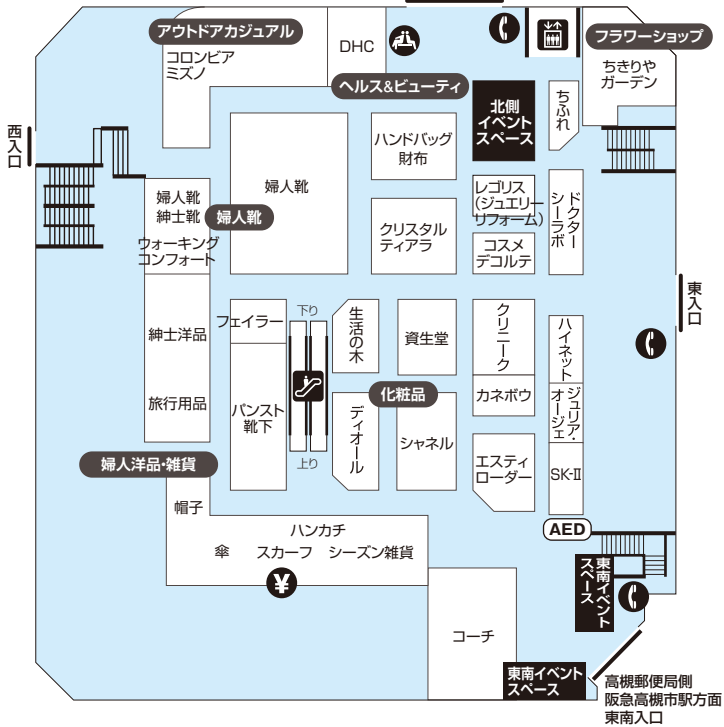 アウトドアカジュアル
コロンビア
ミズノ
DHC
フラワーショップ
ちきりや
ガーデン
ヘルス&ビューティ
北側
イベント
スペース
ちふれ
西入口
婦人靴
ハンドバッグ
財布
婦人靴
紳士靴
婦人靴
ウォーキング
コンフォート
クリスタル
ティアラ
レゴリス
(ジュエリー
リフォーム)
ドクター
シーラボ
コスメ
デコルテ
東入口
フェイラー
下り
生活の木
資生堂
クリニーク
ハイネット
紳士洋品
旅行用品
パンスト
靴下
化粧品
カネボウ
ジュリア・
オージェ
ディオール
シャネル
上り
婦人洋品・雑貨
エスティ
ローダー
SK-II
帽子
ハンカチ
傘 スカーフ シーズン雑貨
¥
AED
東南イベント
スペース
コーチ
東南イベント
スペース
高槻郵便局側
阪急高槻市駅方面
東南入口